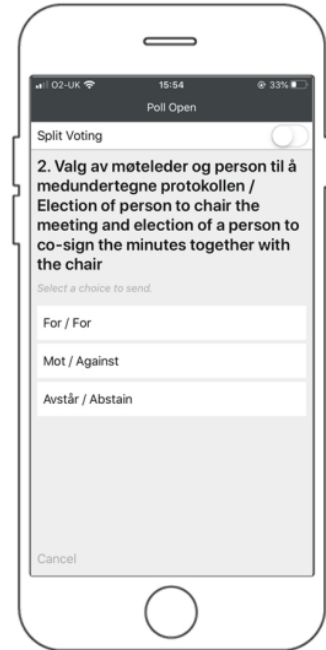 O2-UK 15:54 33%
Poll Open
Split Voting
2. Valg av møteleder og person til å
medundertegne protokollen /
Election of person to chair the
meeting and election of a person to
co-sign the minutes together with
the chair
Select a choice to send.
For / For
Mot / Against
Avstår / Abstain
Cancel